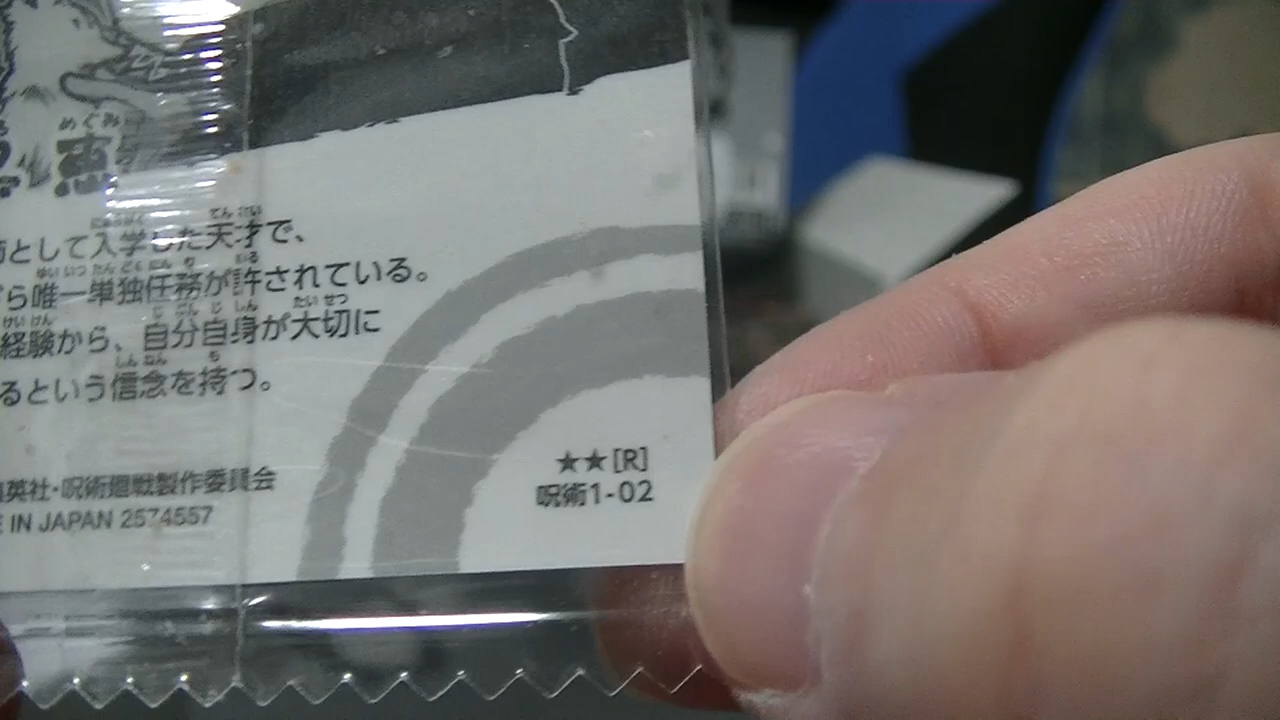 めぐみ
恵
として入学した天才で、
ら唯一単独任務が許されている。
経験から、自分自身が大切に
るという信念を持つ。
★★[R]
呪術1-02
英社・呪術廻戦製作委員会
IN JAPAN 2574557